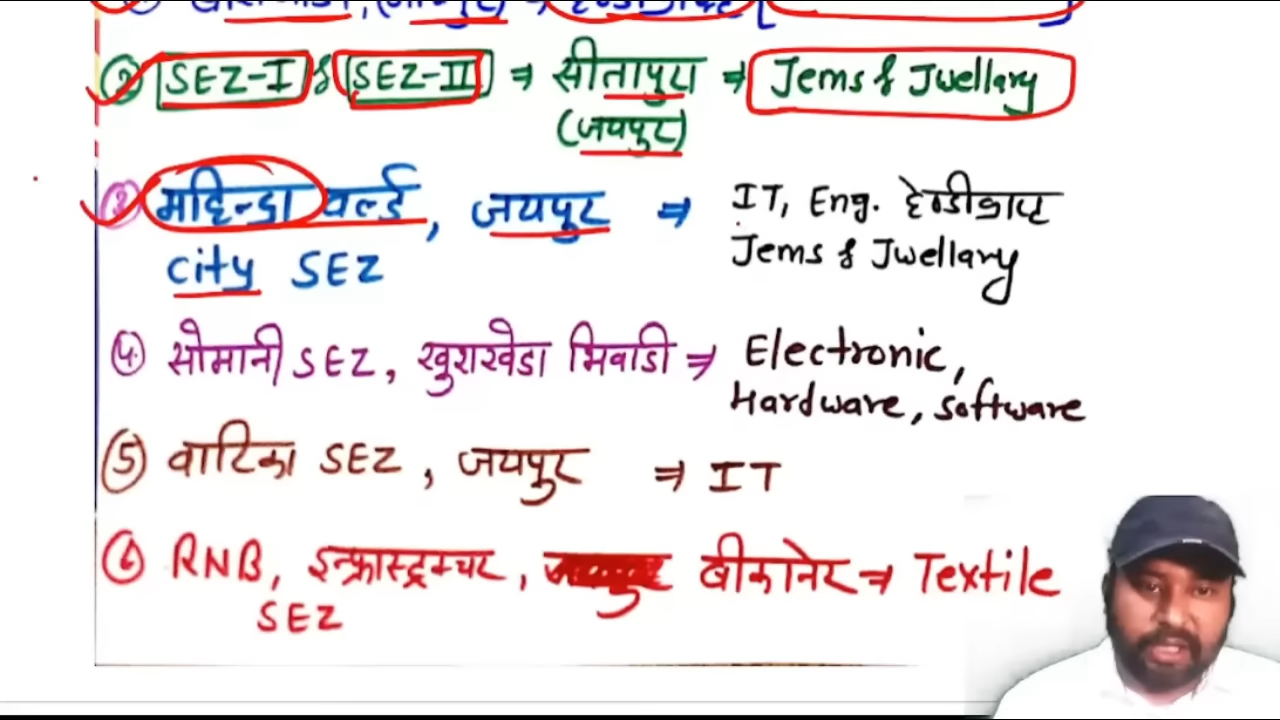 ② SEZ-I & SEZ-II ⇒ सीतापुरा ⇒ Jems & Jwellary
(जयपुर)
③ महिन्द्रा वर्ल्ड, जयपुर ⇒ IT, Eng. हेण्डीक्राफ्ट
City SEZ Jems & Jwellary
④ सोमानी SEZ, खुशखेडा भिवाडी ⇒ Electronic,
Hardware, Software
⑤ वाटिका SEZ, जयपुर ⇒ IT
⑥ RNB, इन्फ्रास्ट्रक्चर, बीकानेर ⇒ Textile
SEZ